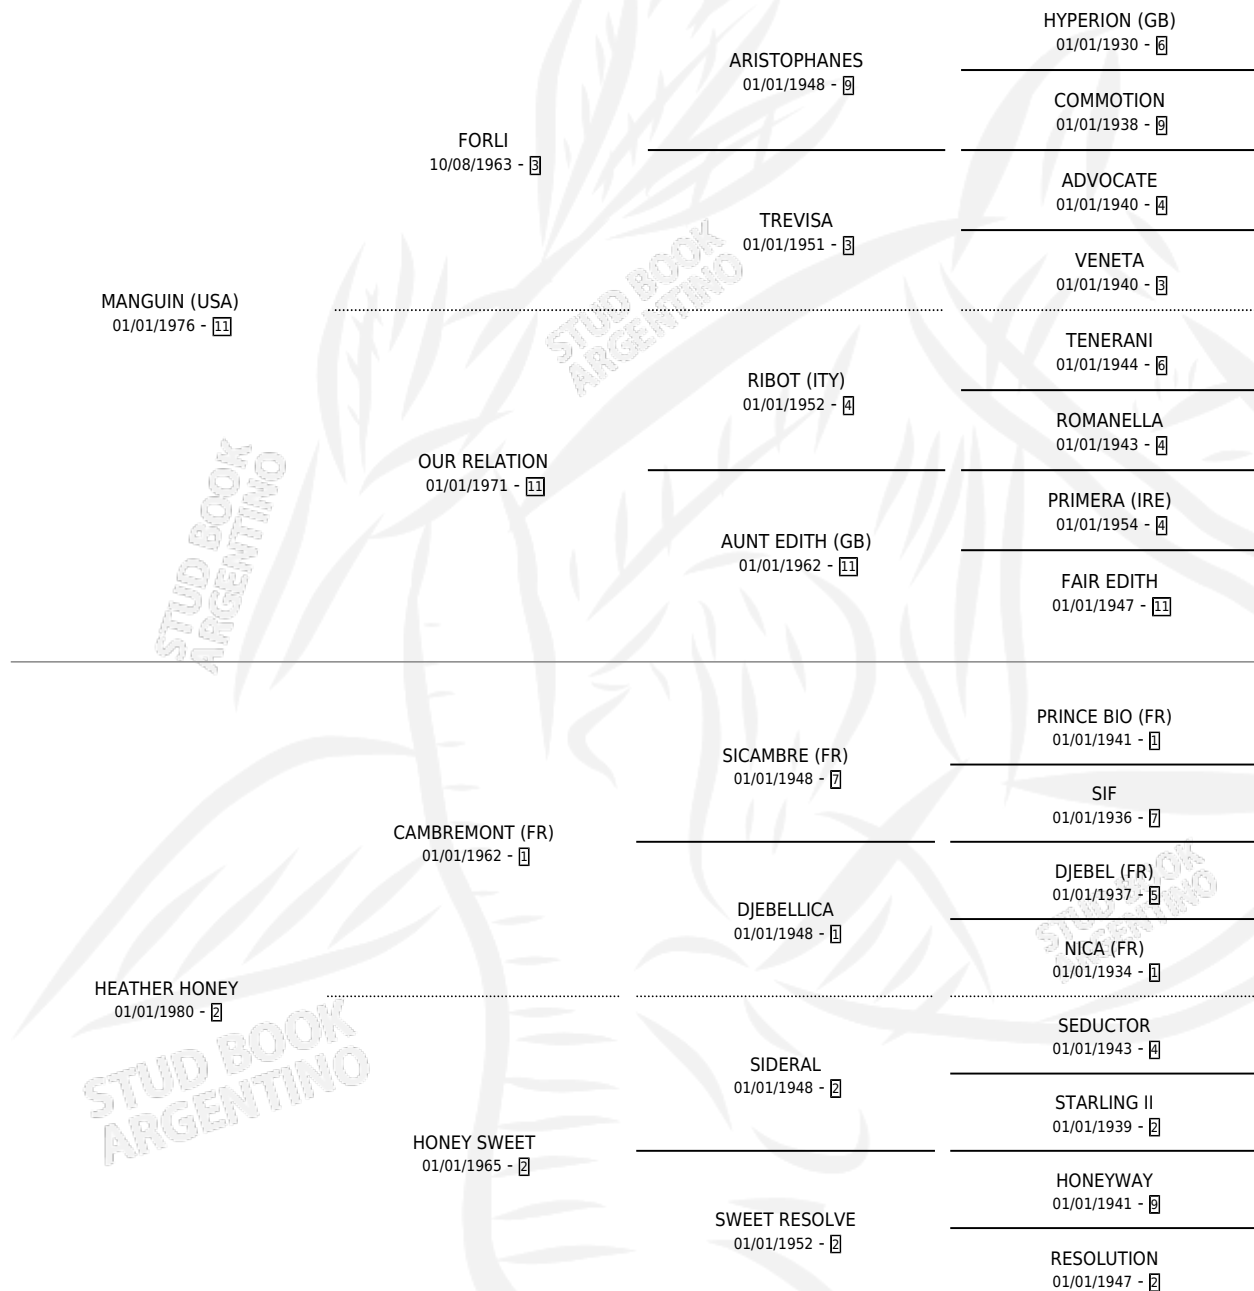 HYPERION (GB)
01/01/1930 - 6
ARISTOPHANES
01/01/1948 - 9
COMMOTION
01/01/1938 - 9
FORLI
10/08/1963 - 3
ADVOCATE
01/01/1940 - 4
TREVISA
01/01/1951 - 3
VENETA
01/01/1940 - 3
MANGUIN (USA)
01/01/1976 - 11
TENERANI
01/01/1944 - 6
RIBOT (ITY)
01/01/1952 - 4
ROMANELLA
01/01/1943 - 4
OUR RELATION
01/01/1971 - 11
PRIMERA (IRE)
01/01/1954 - 4
AUNT EDITH (GB)
01/01/1962 - 11
FAIR EDITH
01/01/1947 - 11
PRINCE BIO (FR)
01/01/1941 - 1
SICAMBRE (FR)
01/01/1948 - 7
SIF
01/01/1936 - 7
CAMBREMONT (FR)
01/01/1962 - 1
DJEBEL (FR)
01/01/1937 - 5
DJEBELLICA
01/01/1948 - 1
NICA (FR)
01/01/1934 - 1
HEATHER HONEY
01/01/1980 - 2
SEDUCTOR
01/01/1943 - 4
SIDERAL
01/01/1948 - 2
STARLING II
01/01/1939 - 2
HONEY SWEET
01/01/1965 - 2
HONEYWAY
01/01/1941 - 9
SWEET RESOLVE
01/01/1952 - 2
RESOLUTION
01/01/1947 - 2
STUD BOOK
ARGENTINO
STUD BOOK
ARGENTINO
STUD BOOK
ARGENTINO
STUD BOOK
ARGENTINO